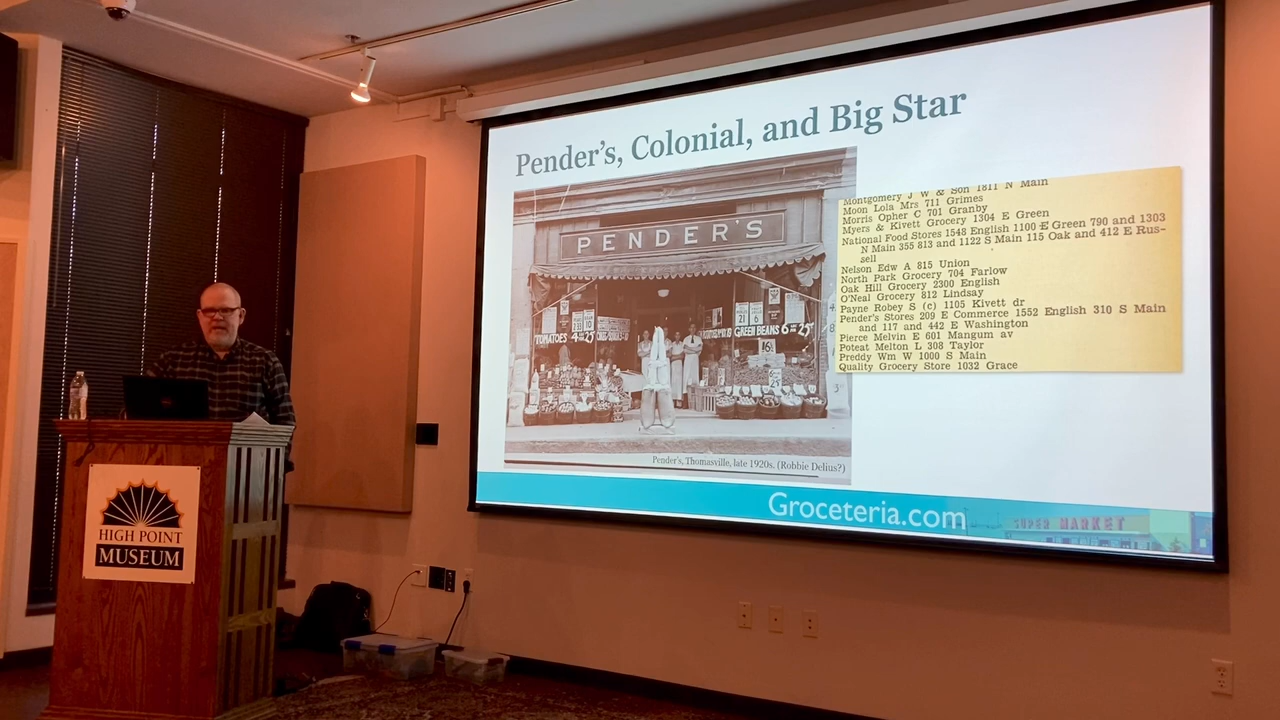 Pender's, Colonial, and Big Star
PENDER'S
TOMATOES 4 25¢
GREEN BEANS 6 25¢
Pender's, Thomasville, late 1920s. (Robbie Delius?)
Montgomery J W & Son 1811 N Main
Moon Lola Mrs 711 Grimes
Morris Opher C 701 Granby
Myers & Kivett Grocery 1304 E Green
National Food Stores 1548 English 1100 E Green 790 and 1303
N Main 355 813 and 1122 S Main 115 Oak and 412 E Rus-
sell
Nelson Edw A 815 Union
North Park Grocery 704 Farlow
Oak Hill Grocery 2300 English
O'Neal Grocery 812 Lindsay
Payne Robey S (c) 1105 Kivett dr
Pender's Stores 209 E Commerce 1552 English 310 S Main
and 117 and 442 E Washington
Pierce Melvin E 601 Mangum av
Poteat Melton L 308 Taylor
Preddy Wm W 1000 S Main
Quality Grocery Store 1032 Grace
Groceteria.com
SUPER MARKET
HIGH POINT
MUSEUM